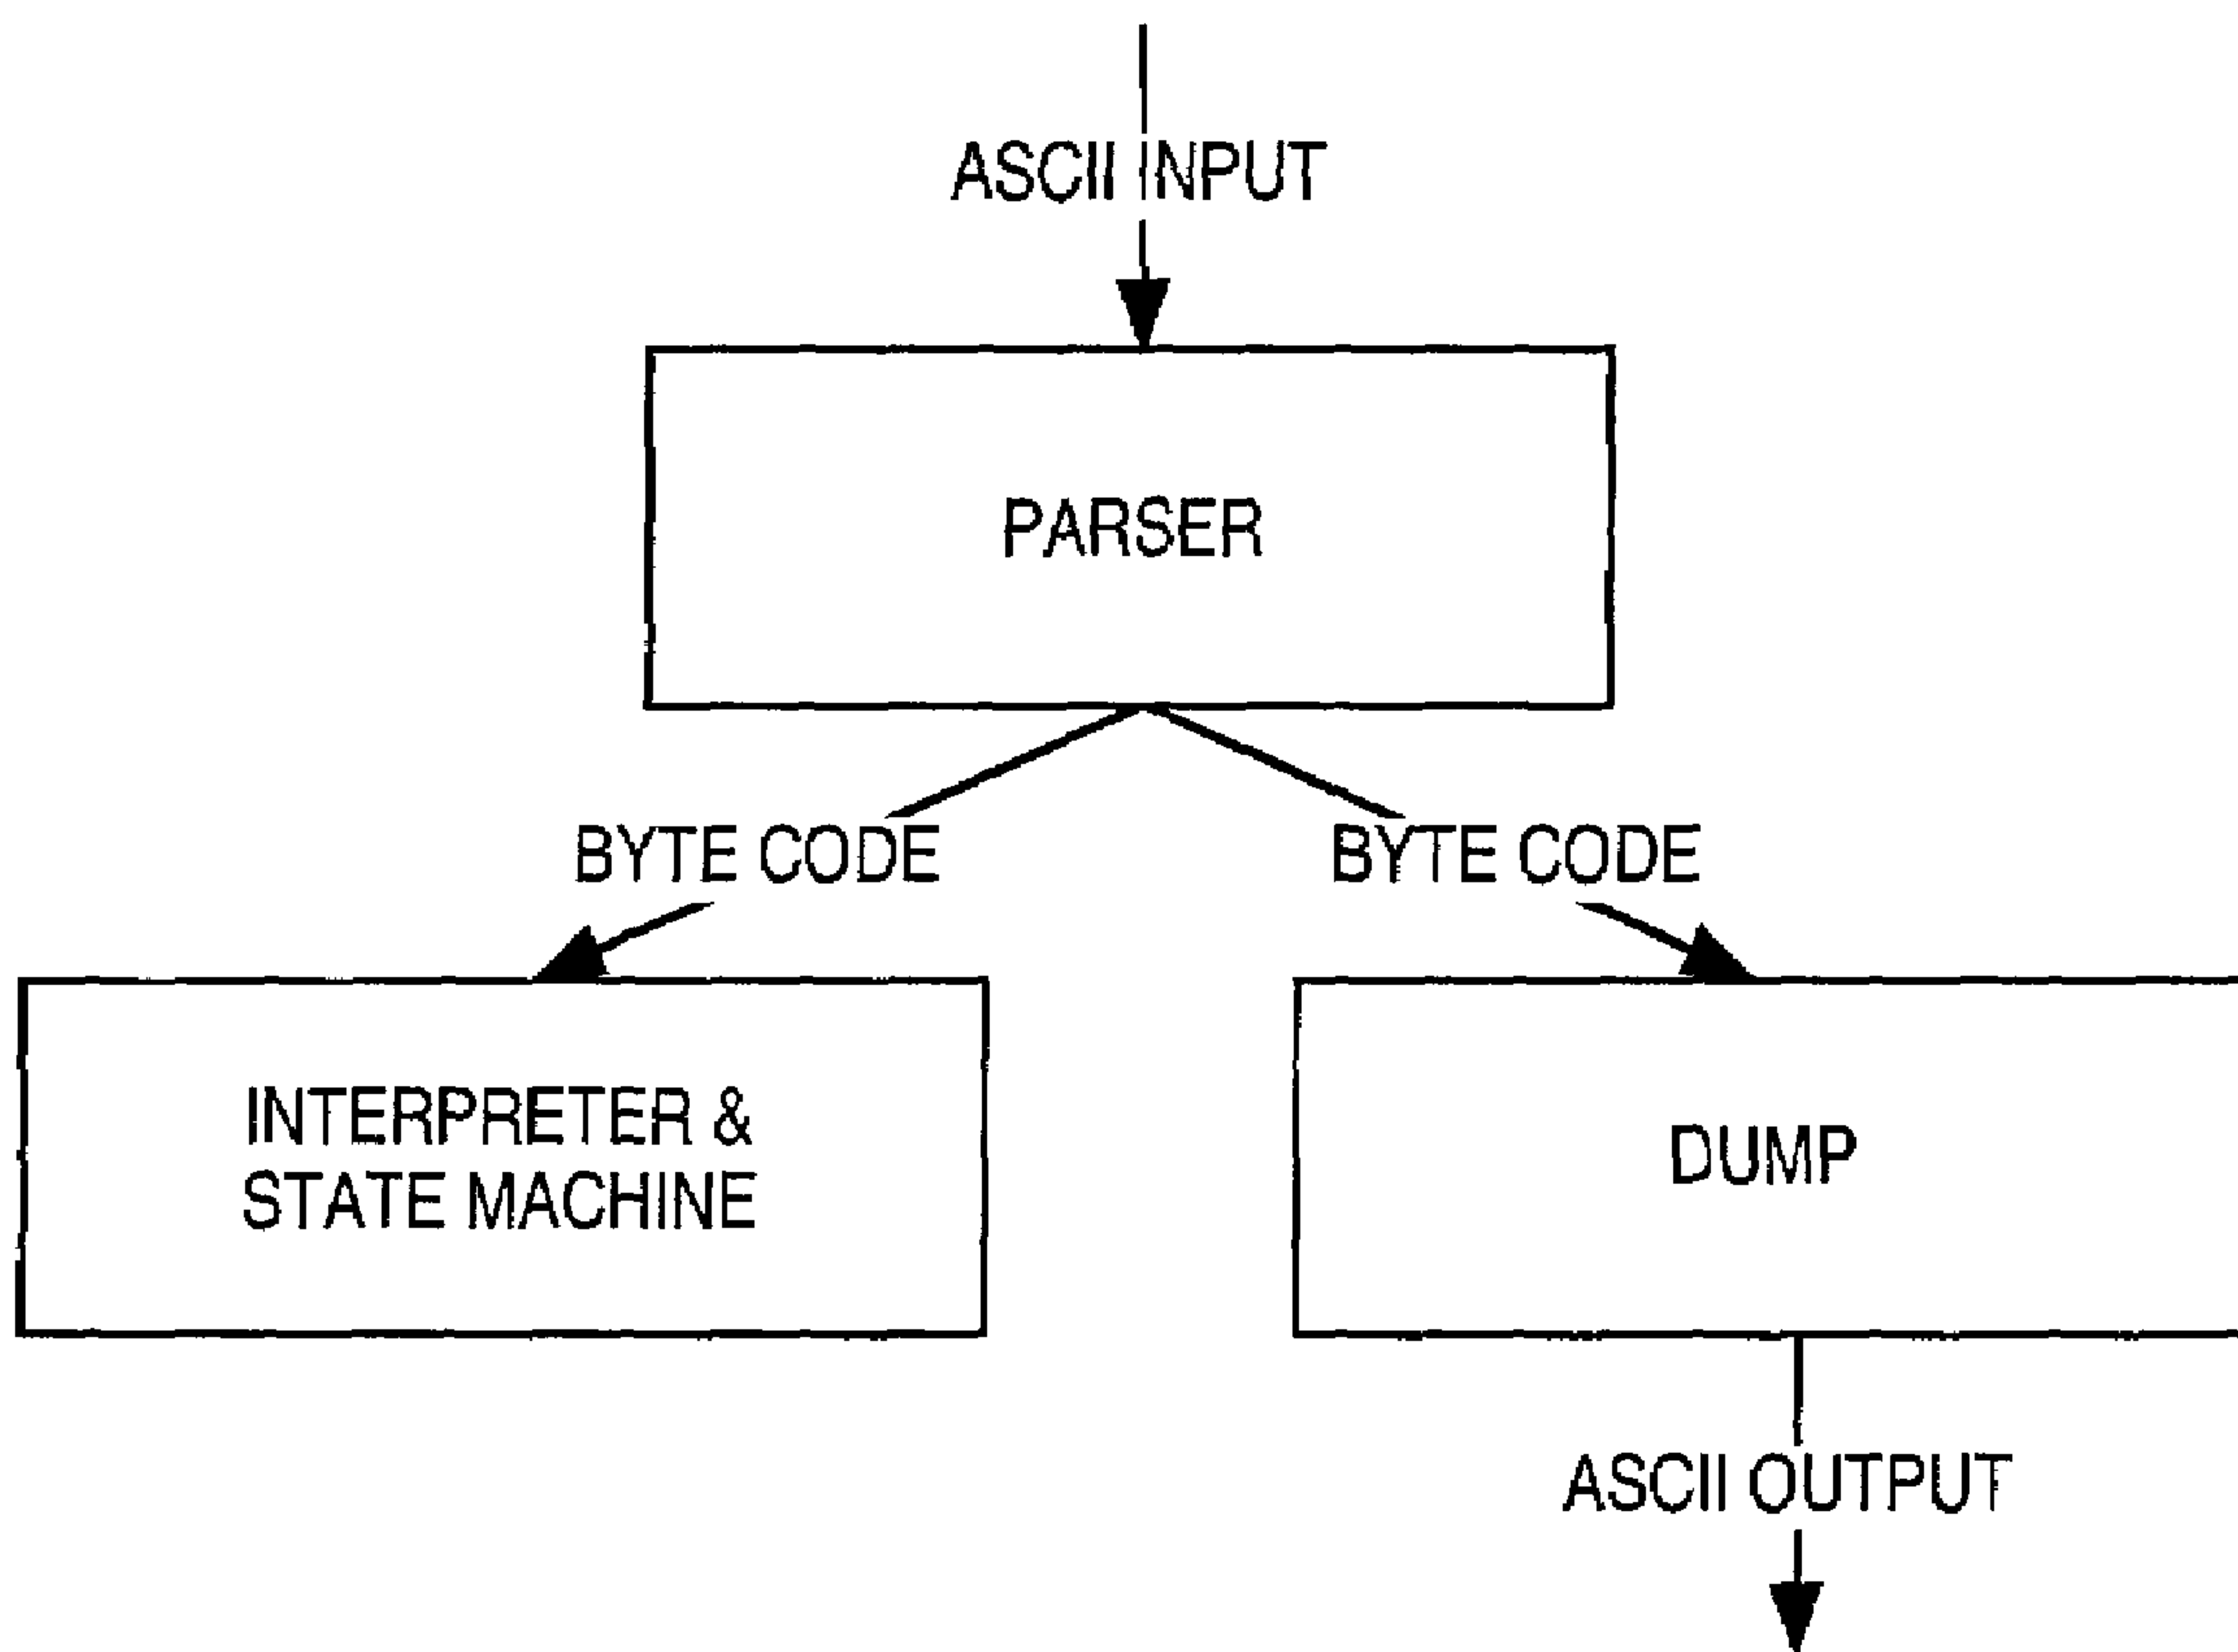 ASCII INPUT
PARSER
BYTE CODE
BYTE CODE
INTERPRETER &
STATE MACHINE
DUMP
ASCII OUTPUT